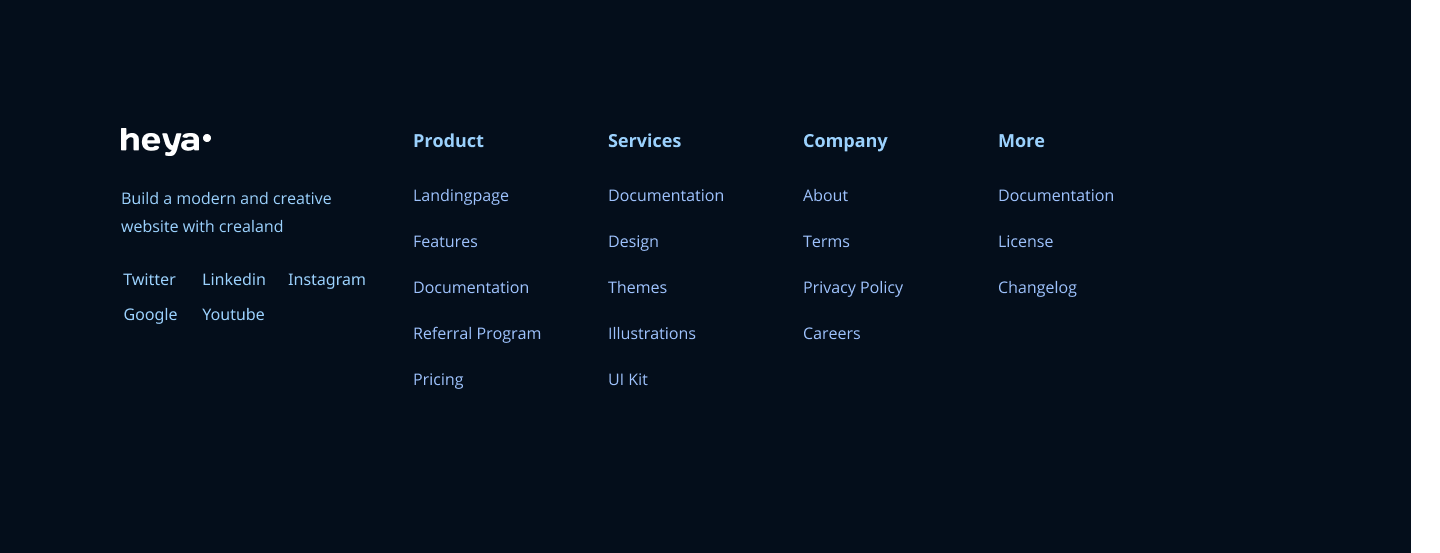 heya
Build a modern and creative
website with crealand
Twitter Linkedin Instagram
Google Youtube
Product
Landingpage
Features
Documentation
Referral Program
Pricing
Services
Documentation
Design
Themes
Illustrations
UI Kit
Company
About
Terms
Privacy Policy
Careers
More
Documentation
License
Changelog